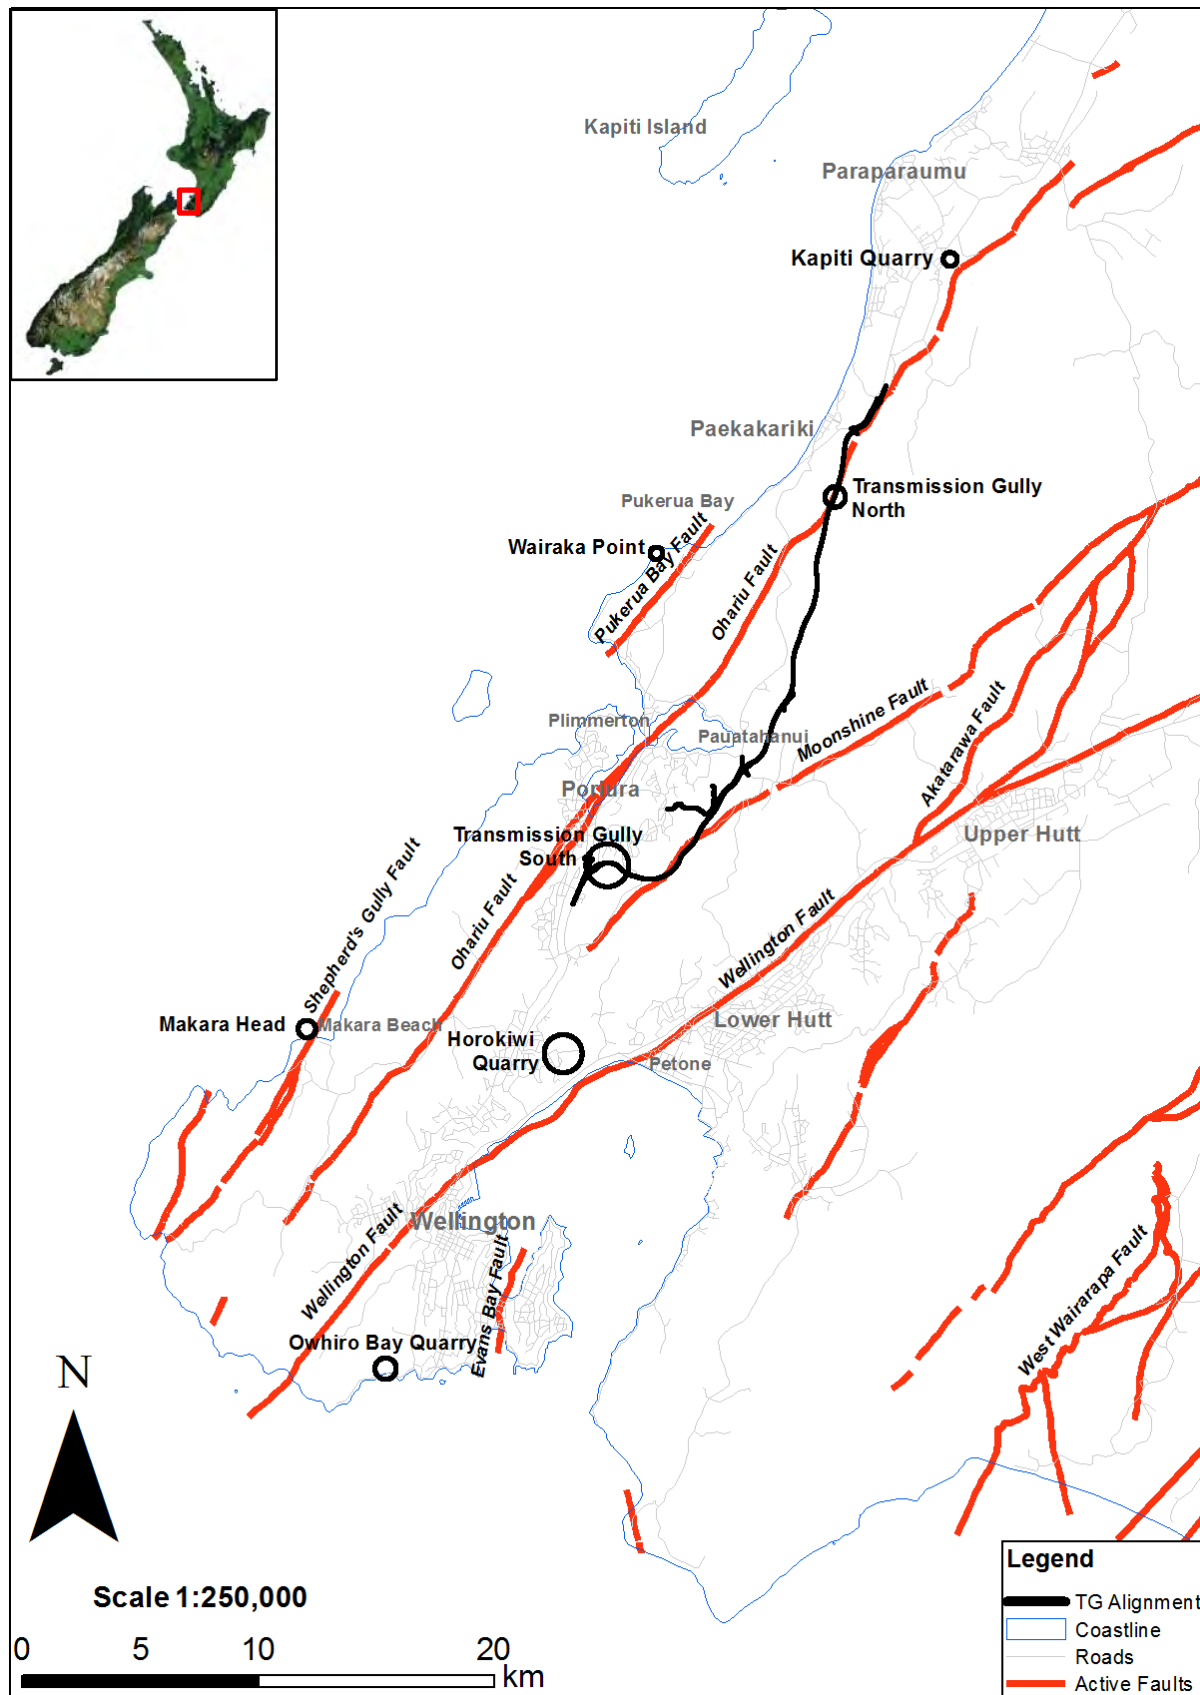 Kapiti Island
Paraparaumu
Kapiti Quarry
Paekakariki
Transmission Gully
North
Pukerua Bay
Wairaka Point
Pukerua Bay Fault
Ohariu Fault
Moonshine Fault
Akatarawa Fault
Plimmerton
Pauatahanui
Porirua
Transmission Gully
South
Upper Hutt
Shepherd's Gully Fault
Ohariu Fault
Wellington Fault
Makara Head
Makara Beach
Horokiwi
Quarry
Lower Hutt
Petone
Wellington
Wellington Fault
Evans Bay Fault
West Wairarapa Fault
Owhiro Bay Quarry
N
Scale 1:250,000
0 5 10 20
km
Legend
TG Alignment
Coastline
Roads
Active Faults